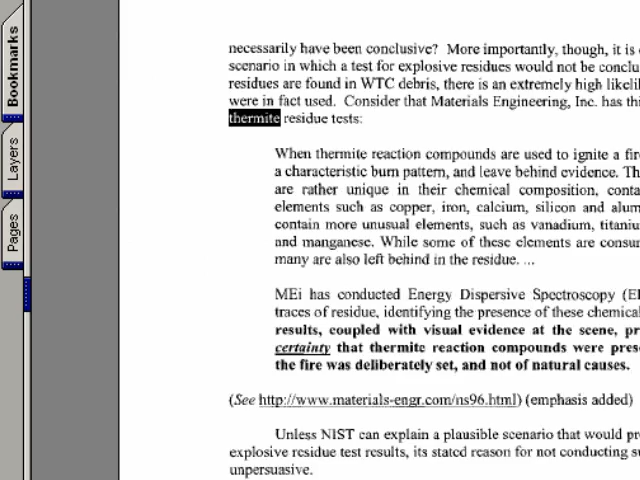 Bookmarks
Layers
Pages
necessarily have been conclusive? More importantly, though, it is
scenario in which a test for explosive residues would not be conclu
residues are found in WTC debris, there is an extremely high likeli
were in fact used. Consider that Materials Engineering, Inc. has thi
thermite residue tests:
When thermite reaction compounds are used to ignite a fir
a characteristic burn pattern, and leave behind evidence. Th
are rather unique in their chemical composition, conta
elements such as copper, iron, calcium, silicon and alum
contain more unusual elements, such as vanadium, titaniu
and manganese. While some of these elements are consu
many are also left behind in the residue. ...
MEi has conducted Energy Dispersive Spectroscopy (E
traces of residue, identifying the presence of these chemical
results, coupled with visual evidence at the scene, pr
certainty that thermite reaction compounds were pres
the fire was deliberately set, and not of natural causes.
(See http://www.materials-engr.com/ns96.html) (emphasis added)
Unless NIST can explain a plausible scenario that would pr
explosive residue test results, its stated reason for not conducting su
unpersuasive.